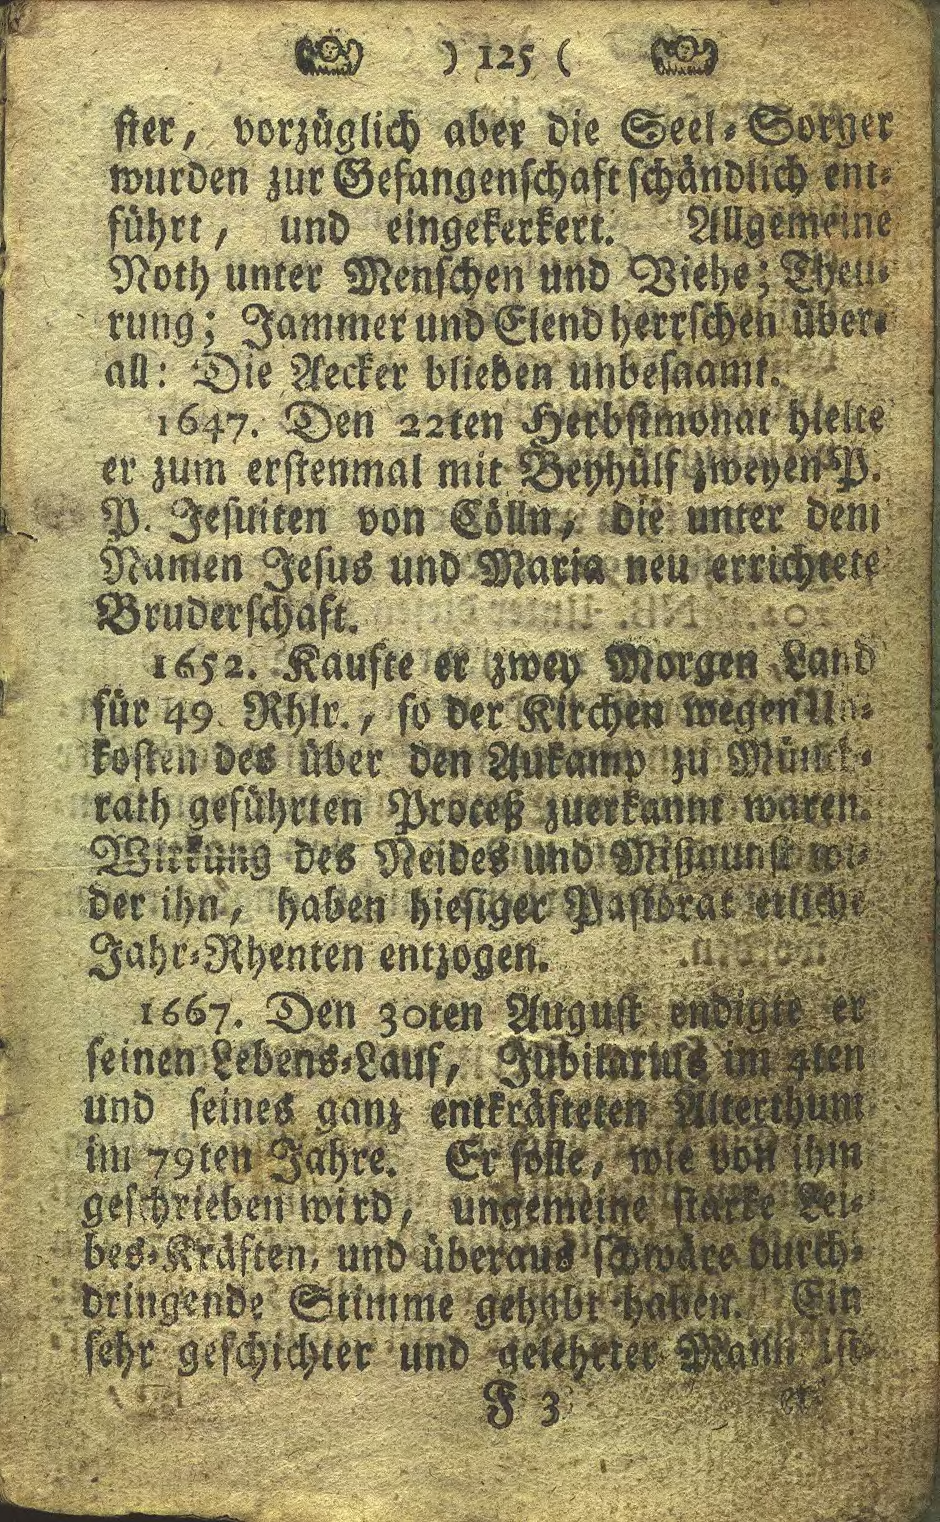 ) 125 (
ster, vorzüglich aber die Seel-Sorger
wurden zur Gefangenschaft schändlich ent-
führt, und eingekerkert. Allgemeine
Noth unter Menschen und Viehe; Theu-
rung; Jammer und Elend herrschen über-
all: Die Aecker blieben unbesaamt.
1647. Den 22ten Herbstmonat hielte
er zum erstenmal mit Beyhülf zweyen P.
P. Jesuiten von Cölln, die unter dem
Namen Jesus und Maria neu errichtete
Bruderschaft.
1652. Kaufte er zwey Morgen Land
für 49 Rhlr., so der Kirchen wegen Un-
kosten des über den Aukamp zu Münck-
rath geführten Proceß zuerkannt waren.
Wirkung des Neides und Mißgunst wi-
der ihn, haben hiesiger Pastorat etliche
Jahr-Rhenten entzogen.
1667. Den 30ten August endigte er
seinen Lebens-Lauf, Jubilarius im 4ten
und seines ganz entkräfteten Alterthum
im 79ten Jahre. Er solle, wie von ihm
geschrieben wird, ungemeine starke Lei-
bes-Kräften, und überaus schwäre durch-
dringende Stimme gehabt haben. Ein
sehr geschichter und gelehrter Mann ist
F 3 er